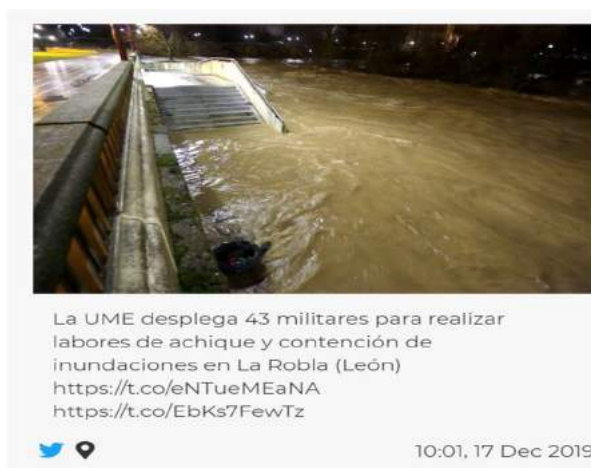 La UME desplega 43 militares para realizar
labores de achique y contención de
inundaciones en La Robla (León)
https://t.co/eNTueMEaNA
https://t.co/EbKs7FewTz
10:01, 17 Dec 2019